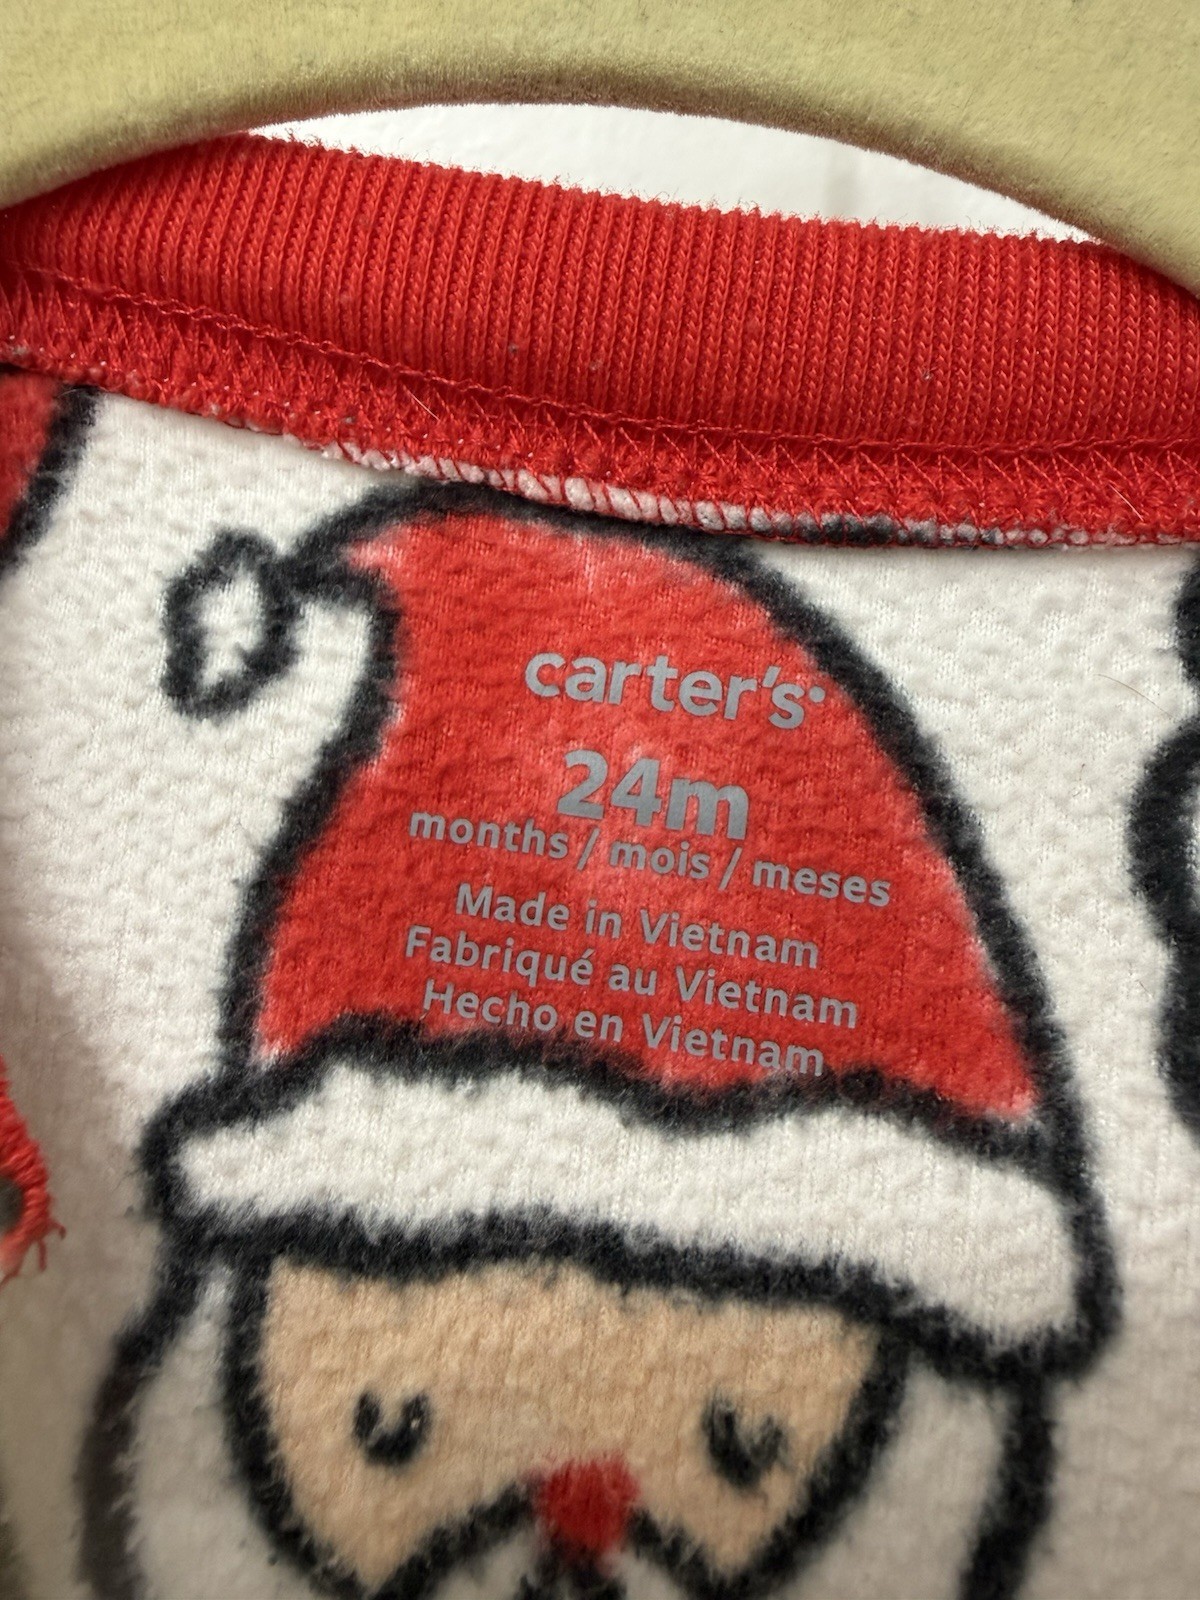 carter's
24m
months / mois / meses
Made in Vietnam
Fabriqué au Vietnam
Hecho en Vietnam